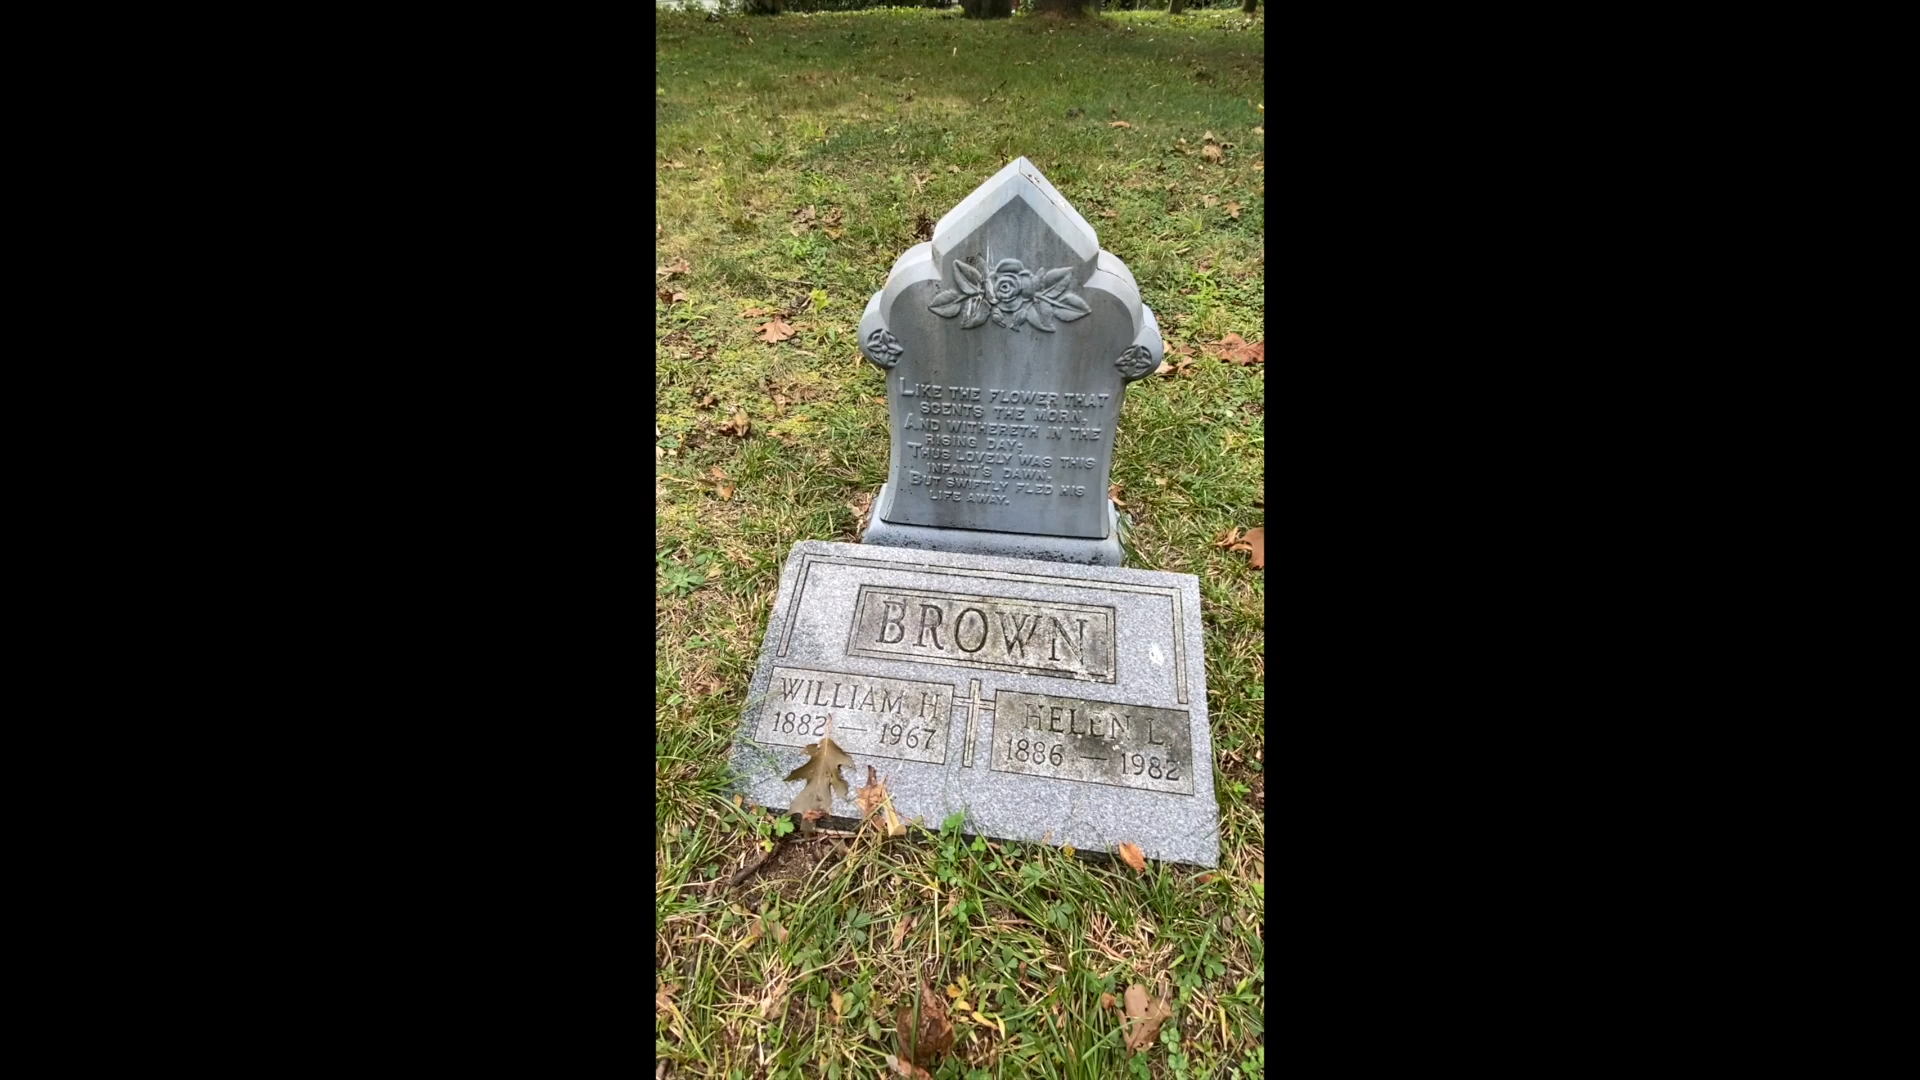 LIKE THE FLOWER THAT
SCENTS THE MORN,
AND WITHERETH IN THE
RISING DAY:
THUS LOVELY WAS THIS
INFANT'S DAWN,
BUT SWIFTLY FLED HIS
LIFE AWAY.
BROWN
WILLIAM H
1882 — 1967
HELEN L
1886 — 1982